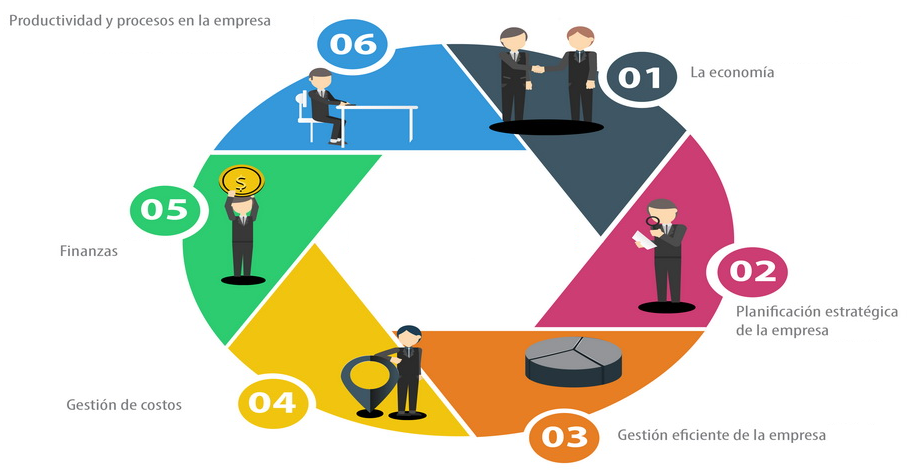 Productividad y procesos en la empresa
06
01
La economía
02
Planificación estratégica
de la empresa
03
Gestión eficiente de la empresa
04
Gestión de costos
05
Finanzas
$